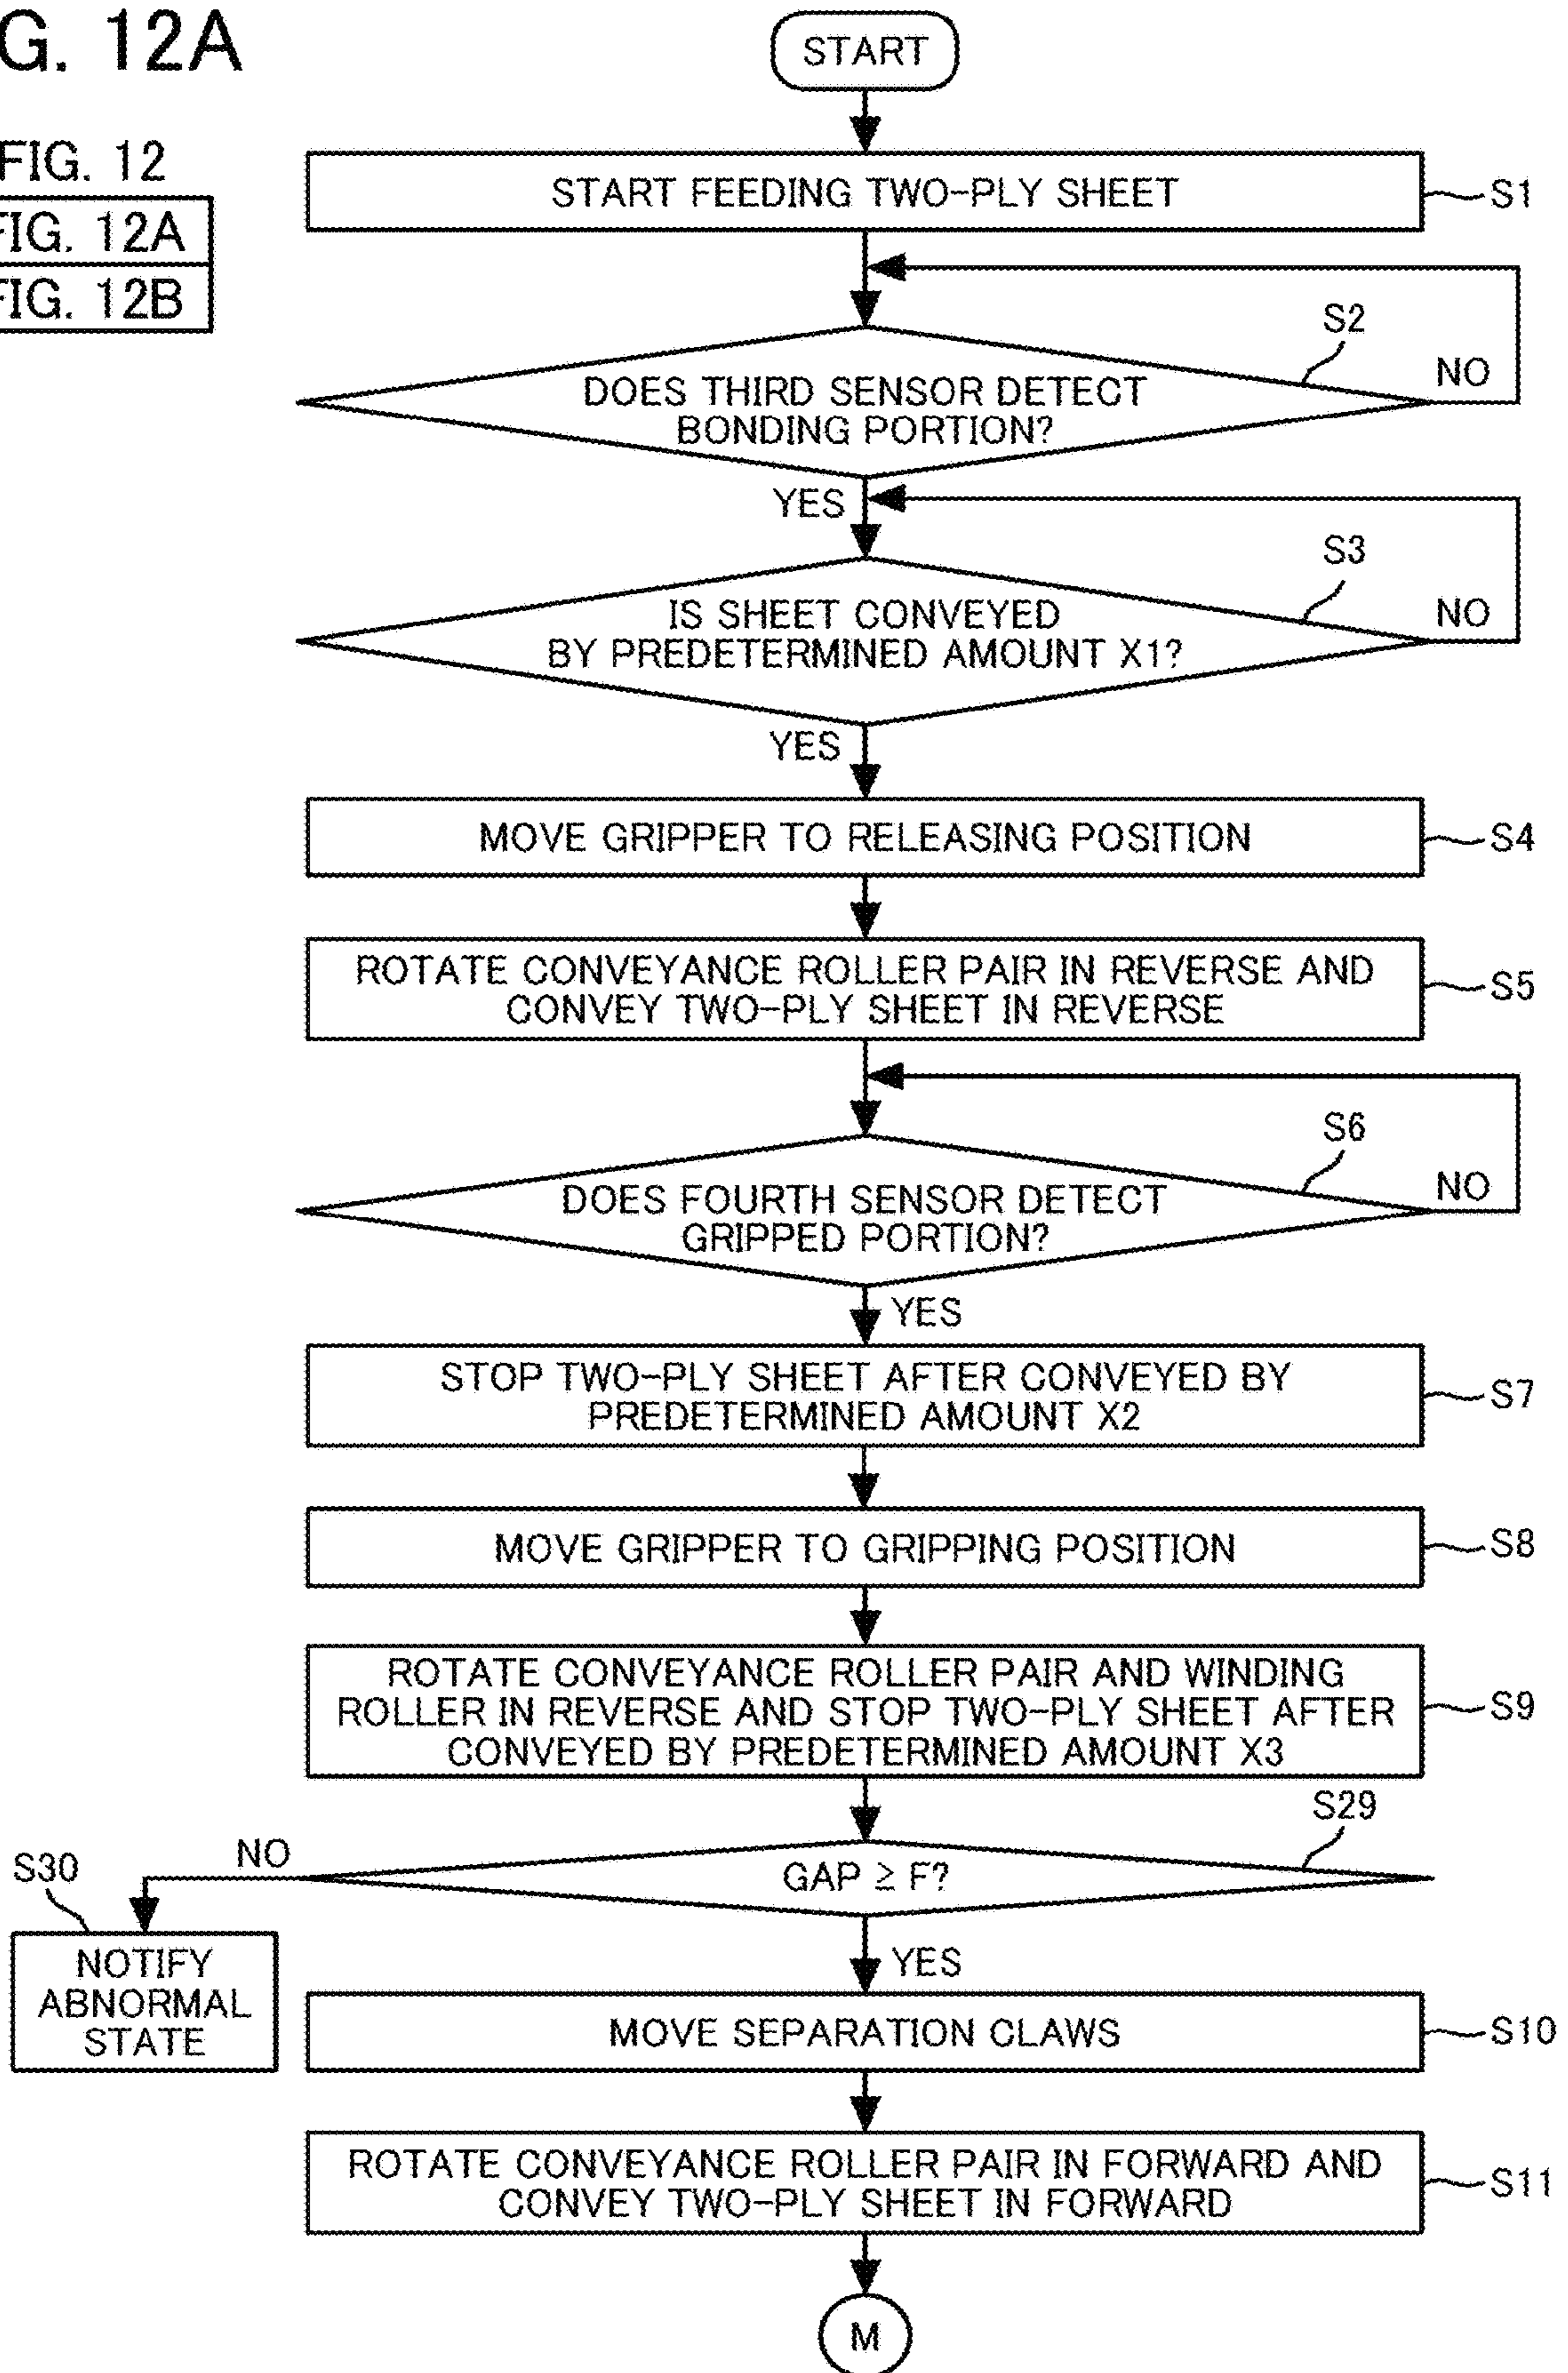 G. 12A
FIG. 12
FIG. 12A
FIG. 12B
START
START FEEDING TWO-PLY SHEET
S1
S2
NO
DOES THIRD SENSOR DETECT
BONDING PORTION?
YES
S3
NO
IS SHEET CONVEYED
BY PREDETERMINED AMOUNT X1?
YES
MOVE GRIPPER TO RELEASING POSITION
S4
ROTATE CONVEYANCE ROLLER PAIR IN REVERSE AND
CONVEY TWO-PLY SHEET IN REVERSE
S5
S6
NO
DOES FOURTH SENSOR DETECT
GRIPPED PORTION?
YES
STOP TWO-PLY SHEET AFTER CONVEYED BY
PREDETERMINED AMOUNT X2
S7
MOVE GRIPPER TO GRIPPING POSITION
S8
ROTATE CONVEYANCE ROLLER PAIR AND WINDING
ROLLER IN REVERSE AND STOP TWO-PLY SHEET AFTER
CONVEYED BY PREDETERMINED AMOUNT X3
S9
S29
S30
NO
GAP ≥ F?
NOTIFY
ABNORMAL
STATE
YES
MOVE SEPARATION CLAWS
S10
ROTATE CONVEYANCE ROLLER PAIR IN FORWARD AND
CONVEY TWO-PLY SHEET IN FORWARD
S11
M